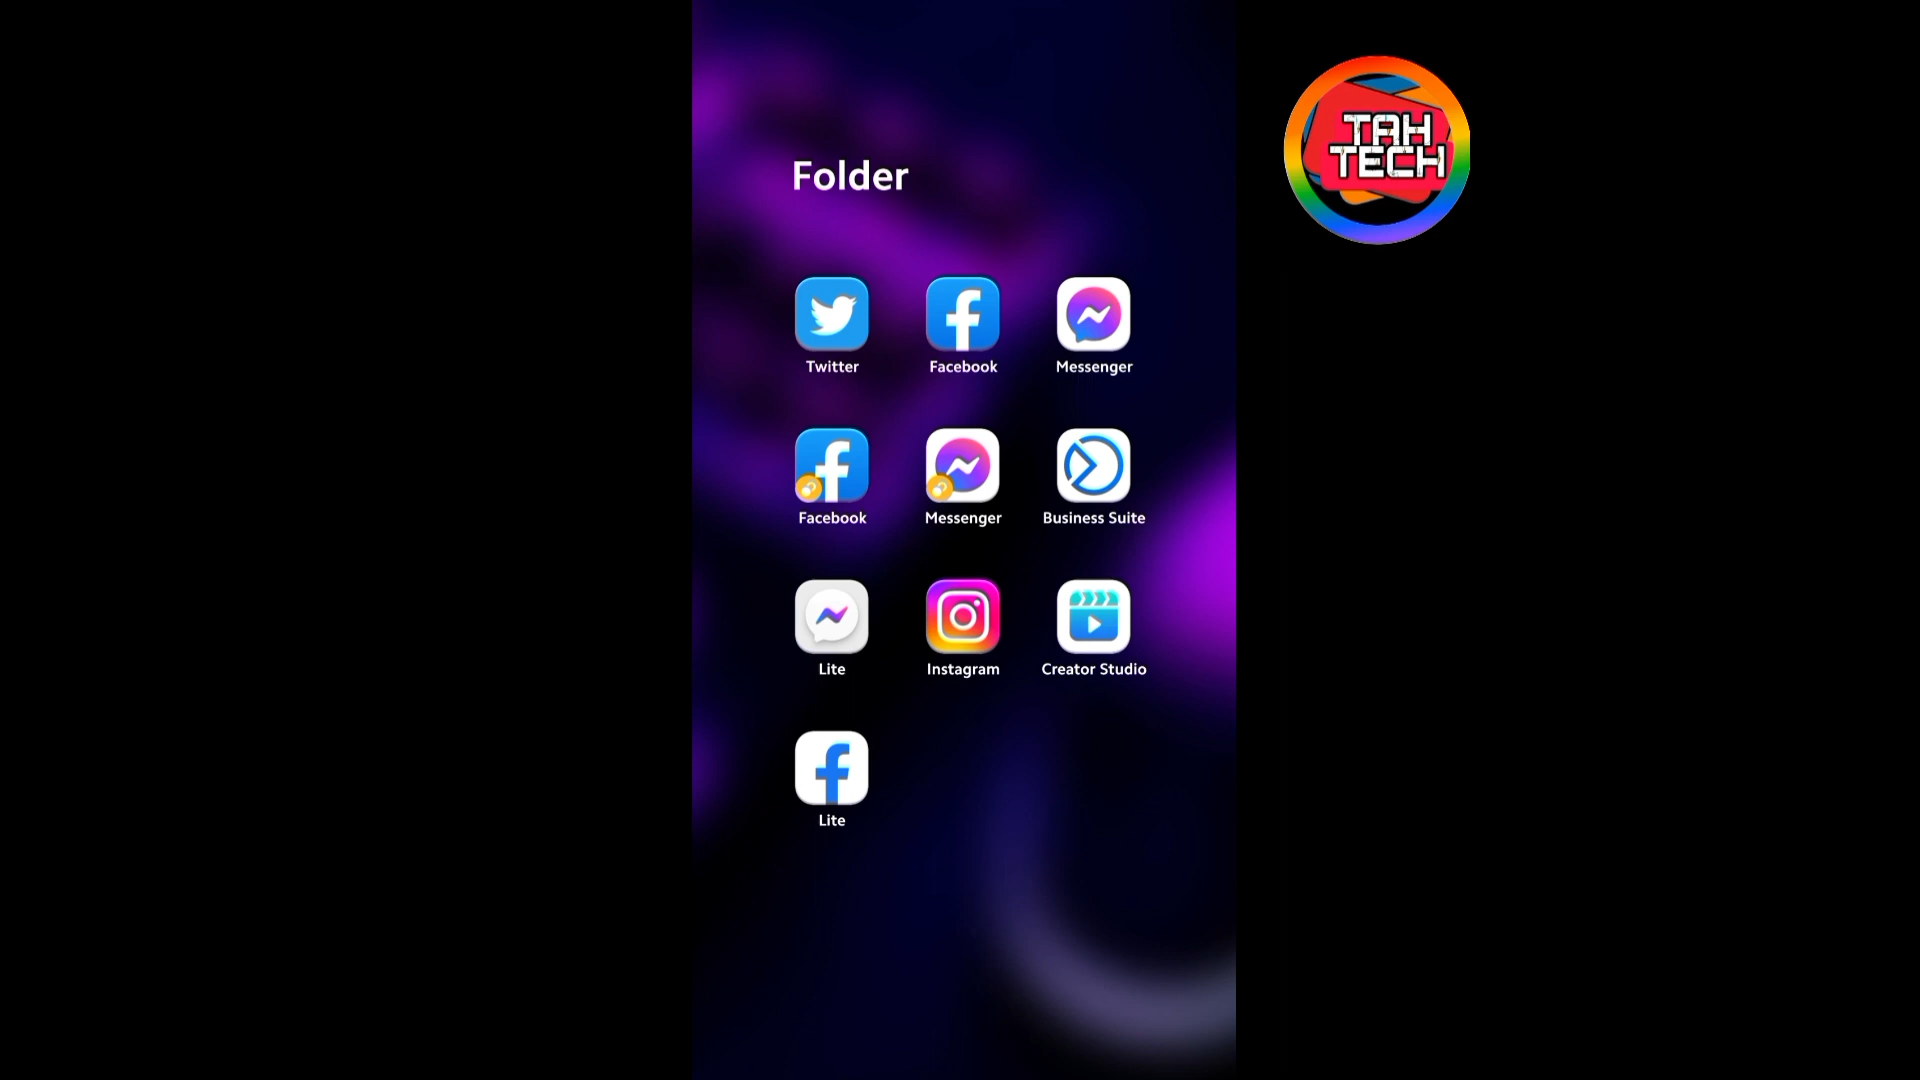 Folder
TAH
TECH
Twitter
Facebook
Messenger
Facebook
Messenger
Business Suite
Lite
Instagram
Creator Studio
Lite